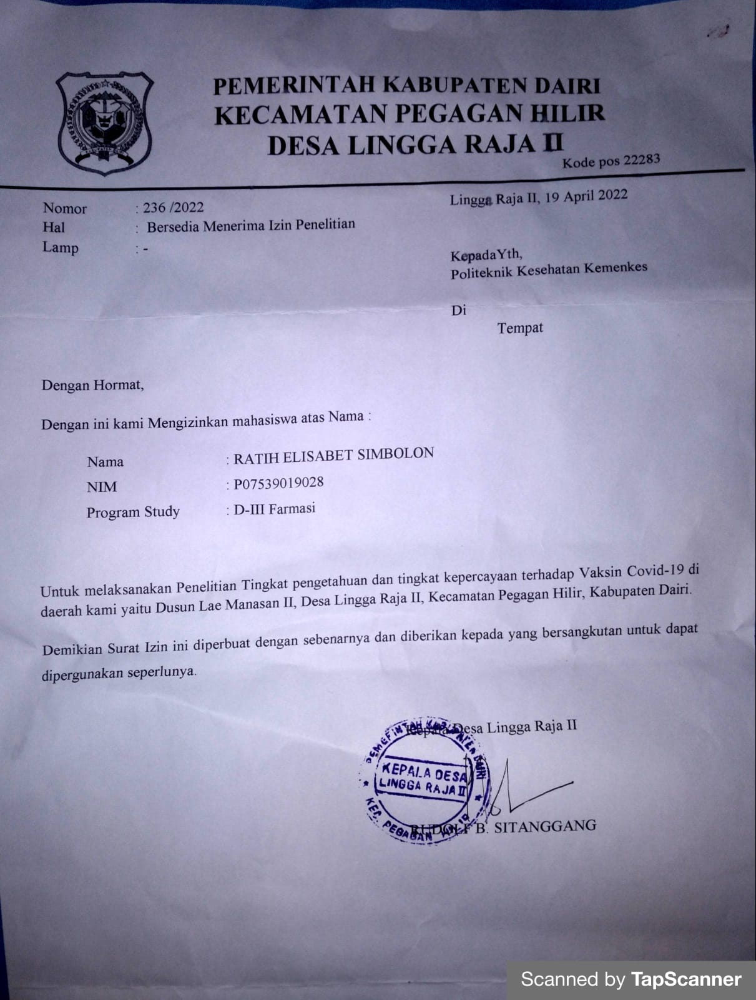 PEMERINTAH KABUPATEN DAIRI
KECAMATAN PEGAGAN HILIR
DESA LINGGA RAJA II
Kode pos 22283
Lingga Raja II, 19 April 2022
Nomor : 236 /2022
Hal : Bersedia Menerima Izin Penelitian
Lamp : -
KepadaYth,
Politeknik Kesehatan Kemenkes
Di
Tempat
Dengan Hormat,
Dengan ini kami Mengizinkan mahasiswa atas Nama :
Nama : RATIH ELISABET SIMBOLON
NIM : P07539019028
Program Study : D-III Farmasi
Untuk melaksanakan Penelitian Tingkat pengetahuan dan tingkat kepercayaan terhadap Vaksin Covid-19 di
daerah kami yaitu Dusun Lae Manasan II, Desa Lingga Raja II, Kecamatan Pegagan Hilir, Kabupaten Dairi.
Demikian Surat Izin ini diperbuat dengan sebenarnya dan diberikan kepada yang bersangkutan untuk dapat
dipergunakan seperlunya.
Kepala Desa Lingga Raja II
PEMERINTAH KABUPATEN DAIRI
KEPALA DESA
LINGGA RAJA II
KEC. PEGAGAN HILIR
RUDOLF B. SITANGGANG
Scanned by TapScanner